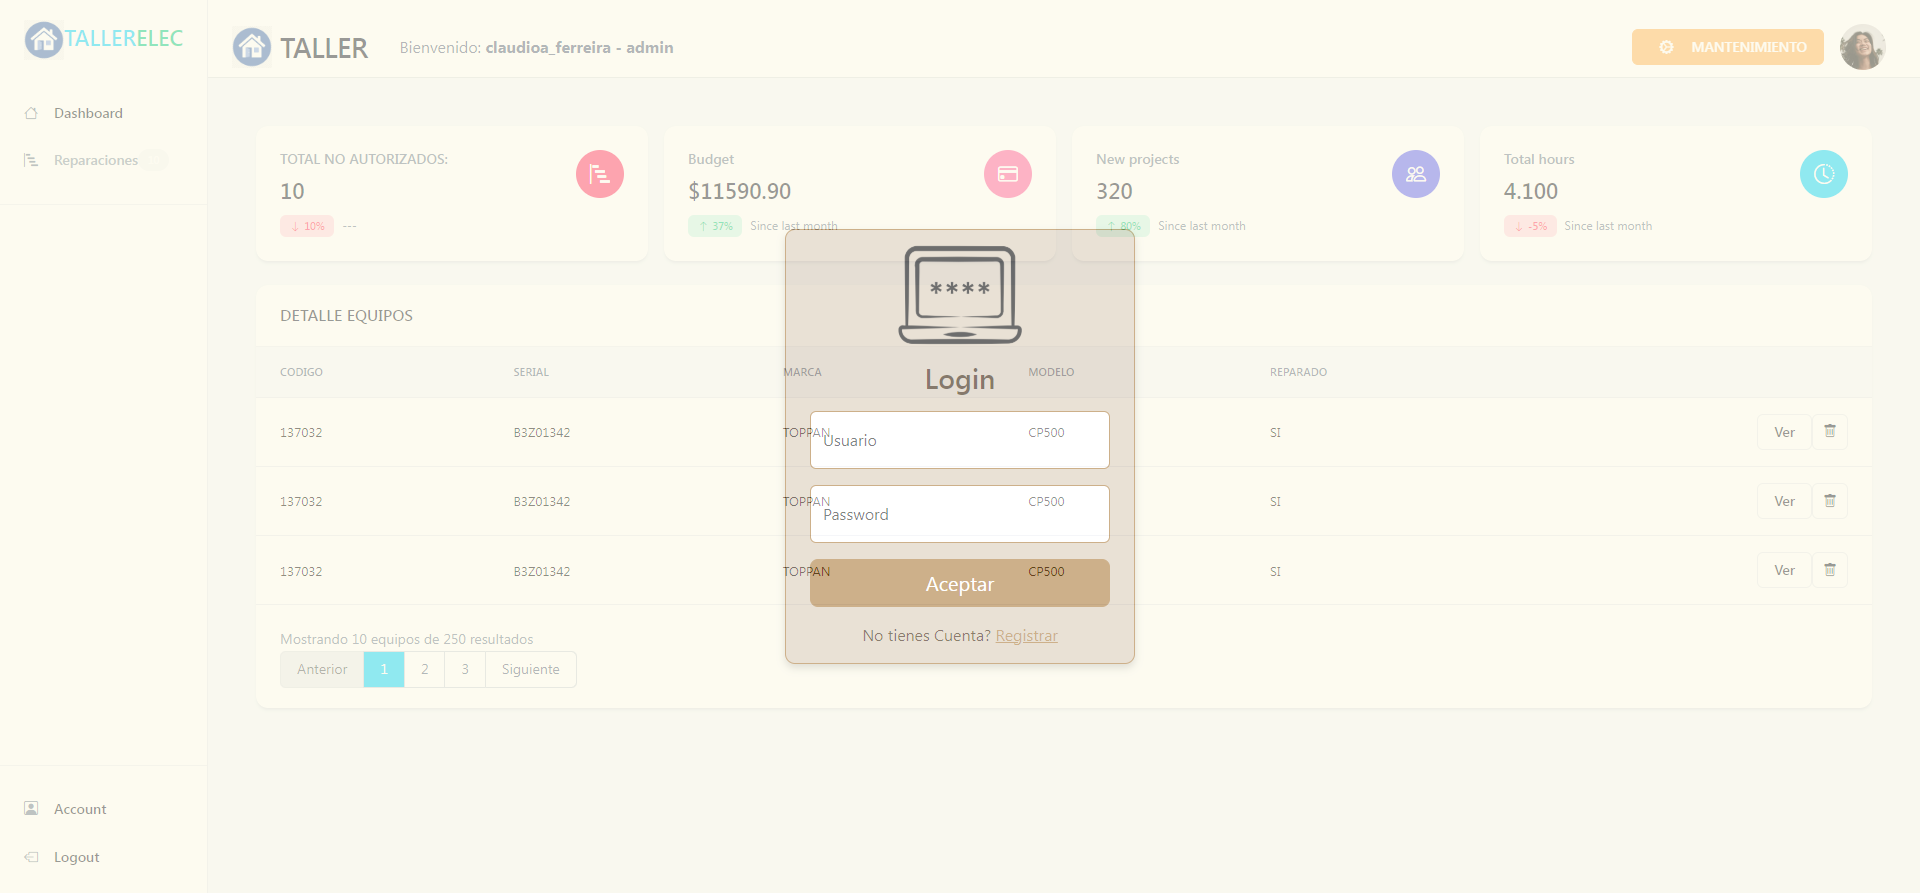 TALLERELEC
TALLER
Bienvenido: claudioa_ferreira - admin
MANTENIMIENTO
Dashboard
Reparaciones
TOTAL NO AUTORIZADOS:
10
↓ 10% ---
Budget
$11590.90
↑ 37% Since last month
New projects
320
↑ 80% Since last month
Total hours
4.100
↓ -5% Since last month
DETALLE EQUIPOS
CODIGO SERIAL MARCA MODELO REPARADO
137032 B3Z01342 TOPPAN CP500 SI Ver
137032 B3Z01342 TOPPAN CP500 SI Ver
137032 B3Z01342 TOPPAN CP500 SI Ver
Mostrando 10 equipos de 250 resultados
Anterior 1 2 3 Siguiente
****
Login
Usuario
Password
Aceptar
No tienes Cuenta? Registrar
Account
Logout